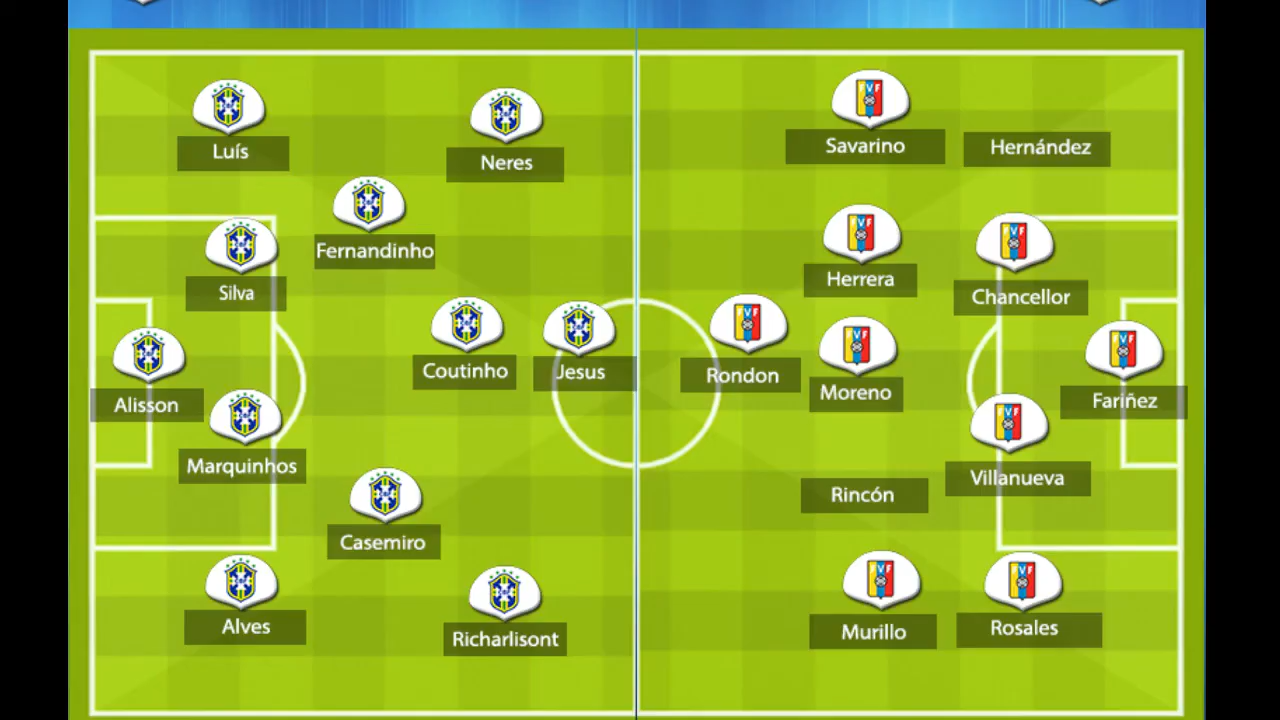 Luís
Neres
Fernandinho
Silva
Coutinho
Jesus
Alisson
Marquinhos
Casemiro
Alves
Richarlisont
Savarino
Hernández
Herrera
Chancellor
Rondon
Moreno
Fariñez
Villanueva
Rincón
Murillo
Rosales